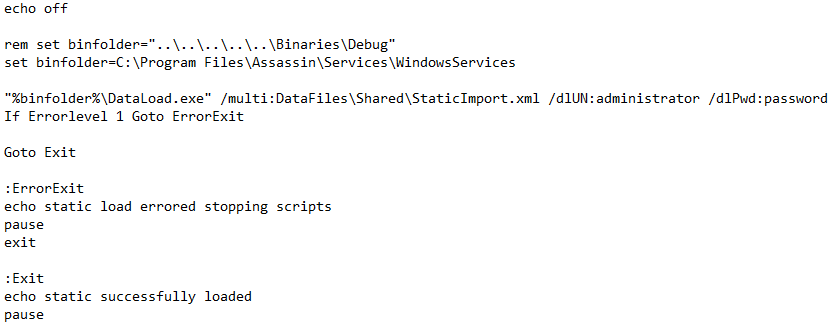 echo off
rem set binfolder="..\..\..\..\..\Binaries\Debug"
set binfolder=C:\Program Files\Assassin\Services\WindowsServices
"%binfolder%\DataLoad.exe" /multi:DataFiles\Shared\StaticImport.xml /dlUN:administrator /dlPwd:password
If Errorlevel 1 Goto ErrorExit
Goto Exit
:ErrorExit
echo static load errored stopping scripts
pause
exit
:Exit
echo static successfully loaded
pause